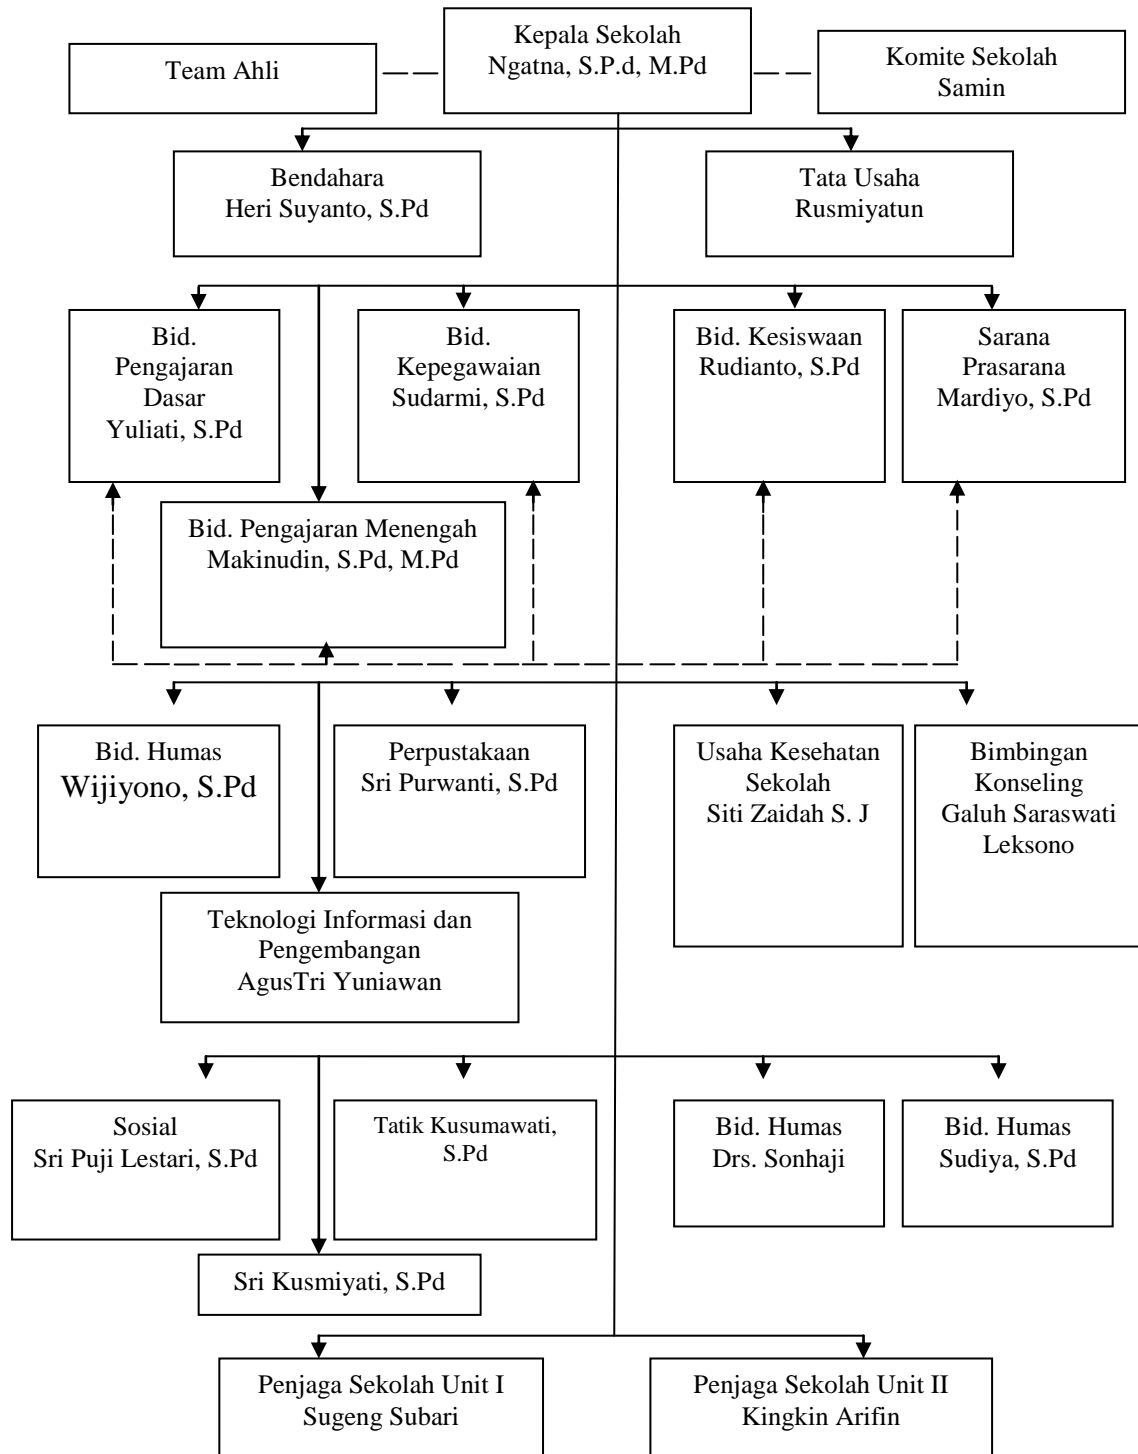 Kepala Sekolah
Ngatna, S.P.d, M.Pd
Team Ahli
Komite Sekolah
Samin
Bendahara
Heri Suyanto, S.Pd
Tata Usaha
Rusmiyatun
Bid.
Pengajaran
Dasar
Yuliati, S.Pd
Bid.
Kepegawaian
Sudarmi, S.Pd
Bid. Kesiswaan
Rudianto, S.Pd
Sarana
Prasarana
Mardiyo, S.Pd
Bid. Pengajaran Menengah
Makinudin, S.Pd, M.Pd
Bid. Humas
Wijiyono, S.Pd
Perpustakaan
Sri Purwanti, S.Pd
Usaha Kesehatan
Sekolah
Siti Zaidah S. J
Bimbingan
Konseling
Galuh Saraswati
Leksono
Teknologi Informasi dan
Pengembangan
AgusTri Yuniawan
Sosial
Sri Puji Lestari, S.Pd
Tatik Kusumawati,
S.Pd
Bid. Humas
Drs. Sonhaji
Bid. Humas
Sudiya, S.Pd
Sri Kusmiyati, S.Pd
Penjaga Sekolah Unit I
Sugeng Subari
Penjaga Sekolah Unit II
Kingkin Arifin